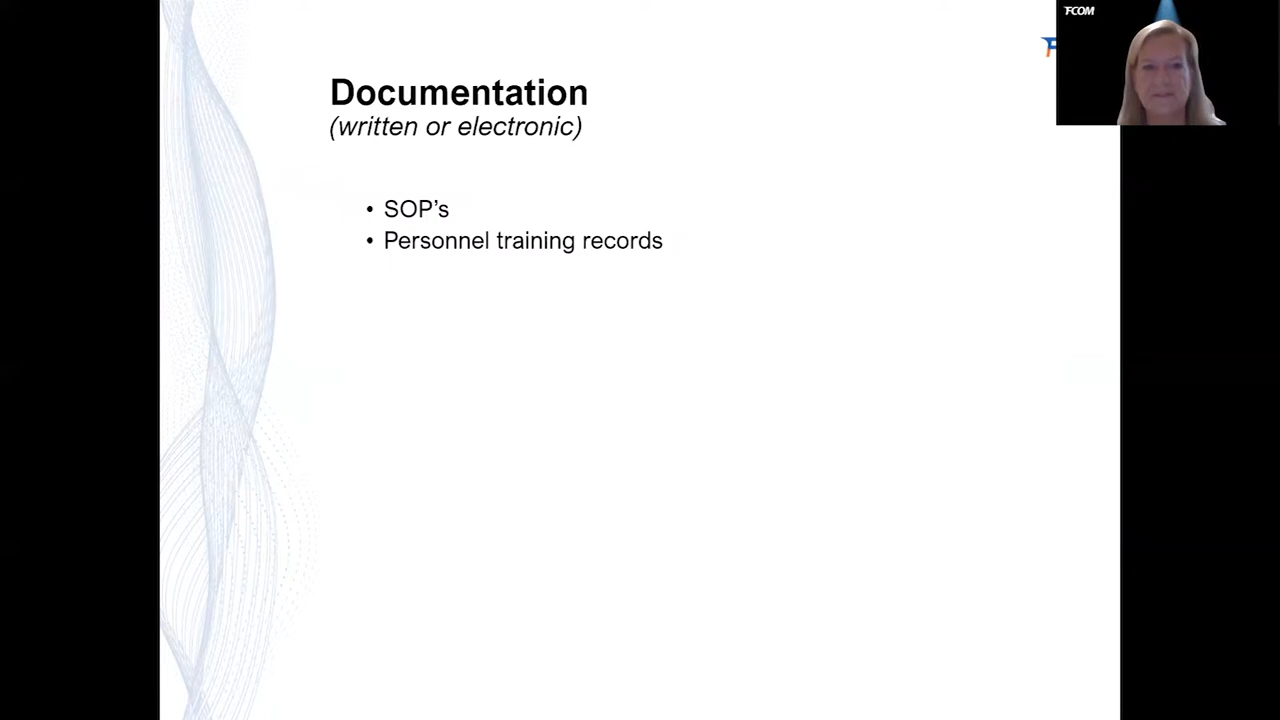 Documentation
(written or electronic)
• SOP's
• Personnel training records
FCOM